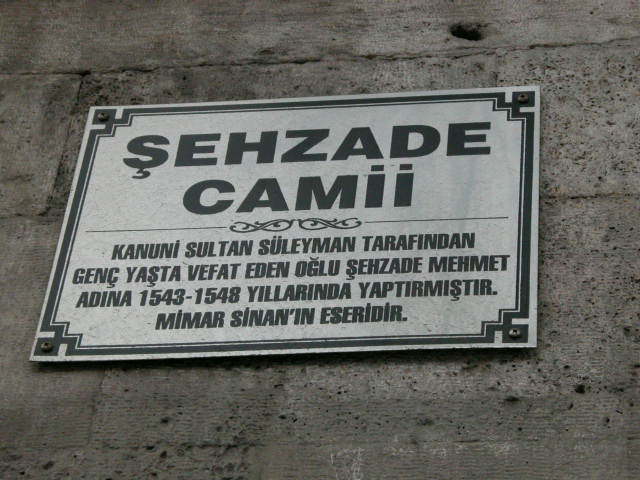 ŞEHZADE
CAMİİ
KANUNİ SULTAN SÜLEYMAN TARAFINDAN
GENÇ YAŞTA VEFAT EDEN OĞLU ŞEHZADE MEHMET
ADINA 1543-1548 YILLARINDA YAPTIRMIŞTIR.
MİMAR SİNAN'IN ESERİDİR.